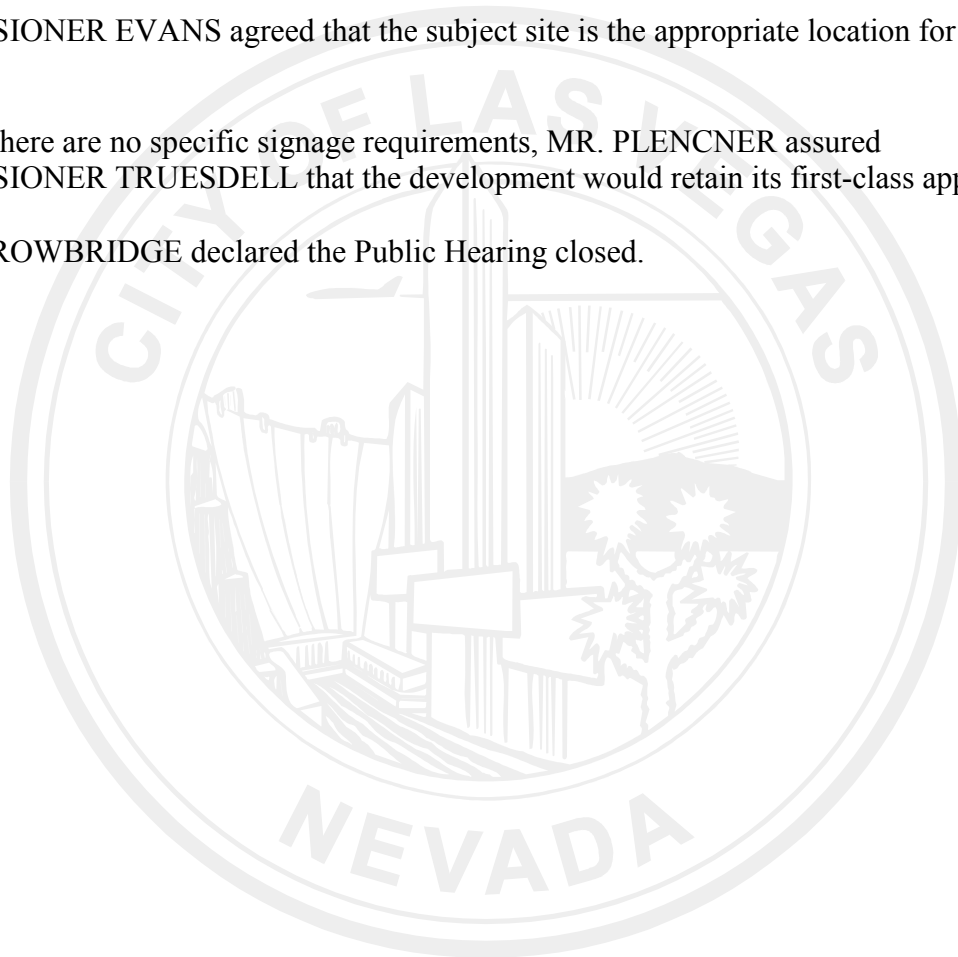 SIONER EVANS agreed that the subject site is the appropriate location for
here are no specific signage requirements, MR. PLENCNER assured
SIONER TRUESDELL that the development would retain its first-class app
ROWBRIDGE declared the Public Hearing closed.
CITY OF LAS VEGAS
NEVADA